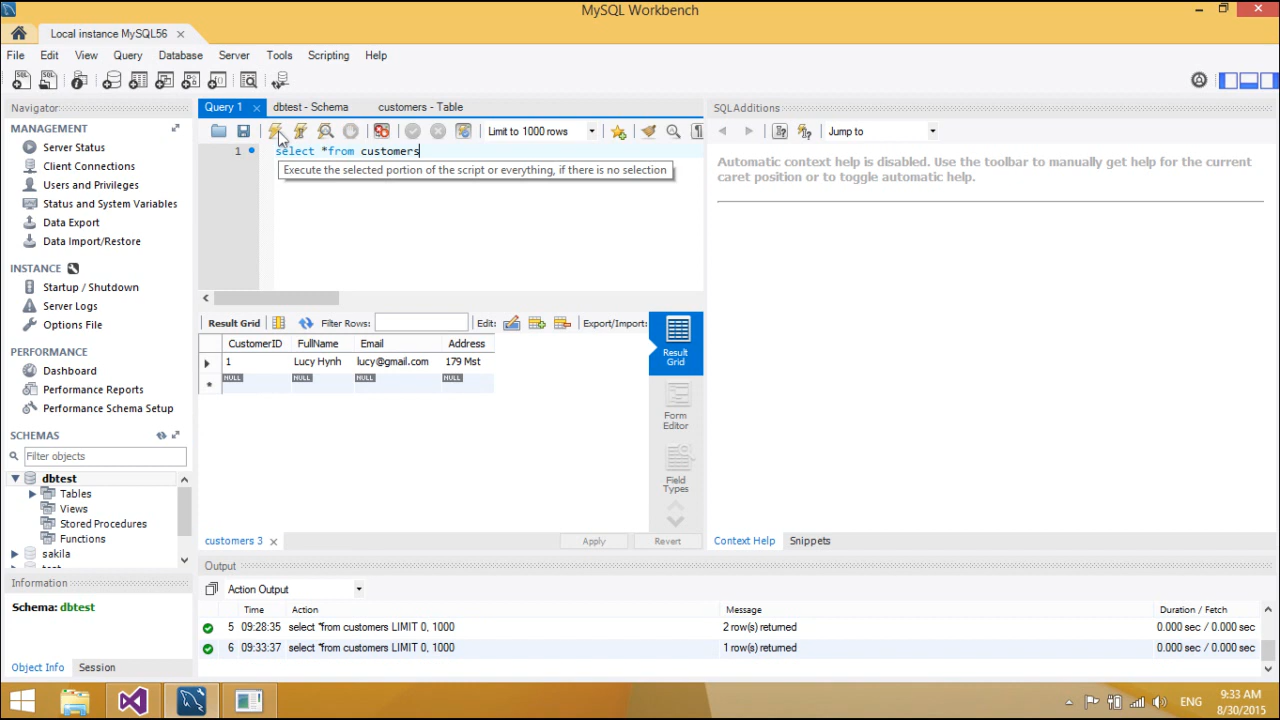 MySQL Workbench
Local instance MySQL56
File Edit View Query Database Server Tools Scripting Help
Navigator
MANAGEMENT
Server Status
Client Connections
Users and Privileges
Status and System Variables
Data Export
Data Import/Restore
INSTANCE
Startup / Shutdown
Server Logs
Options File
PERFORMANCE
Dashboard
Performance Reports
Performance Schema Setup
SCHEMAS
Filter objects
dbtest
Tables
Views
Stored Procedures
Functions
sakila
Information
Schema: dbtest
Object Info Session
Query 1 dbtest - Schema customers - Table
Limit to 1000 rows
1 select *from customers
Execute the selected portion of the script or everything, if there is no selection
Result Grid Filter Rows: Edit: Export/Import:
CustomerID FullName Email Address
1 Lucy Hynh lucy@gmail.com 179 Mst
NULL NULL NULL NULL
Result Grid
Form Editor
Field Types
customers 3 Apply Revert
SQLAdditions
Jump to
Automatic context help is disabled. Use the toolbar to manually get help for the current
caret position or to toggle automatic help.
Context Help Snippets
Output
Action Output
Time Action Message Duration / Fetch
5 09:28:35 select *from customers LIMIT 0, 1000 2 row(s) returned 0.000 sec / 0.000 sec
6 09:33:37 select *from customers LIMIT 0, 1000 1 row(s) returned 0.000 sec / 0.000 sec
ENG
9:33 AM
8/30/2015